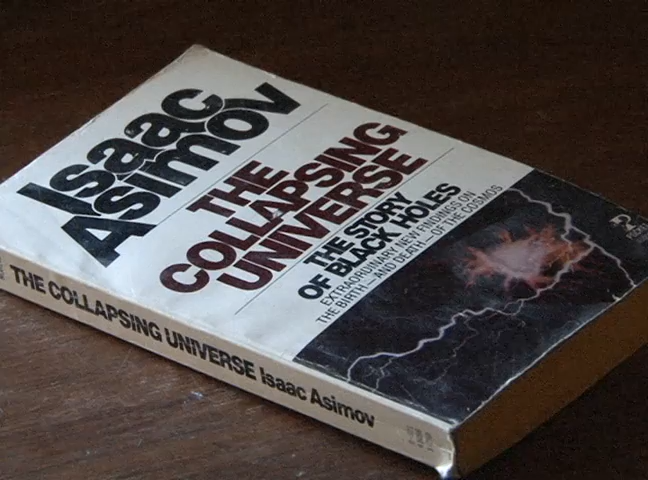 Isaac
Asimov
THE
COLLAPSING
UNIVERSE
THE STORY
OF BLACK HOLES
EXTRAORDINARY NEW FINDINGS ON
THE BIRTH—AND DEATH—OF THE COSMOS
THE COLLAPSING UNIVERSE Isaac Asimov